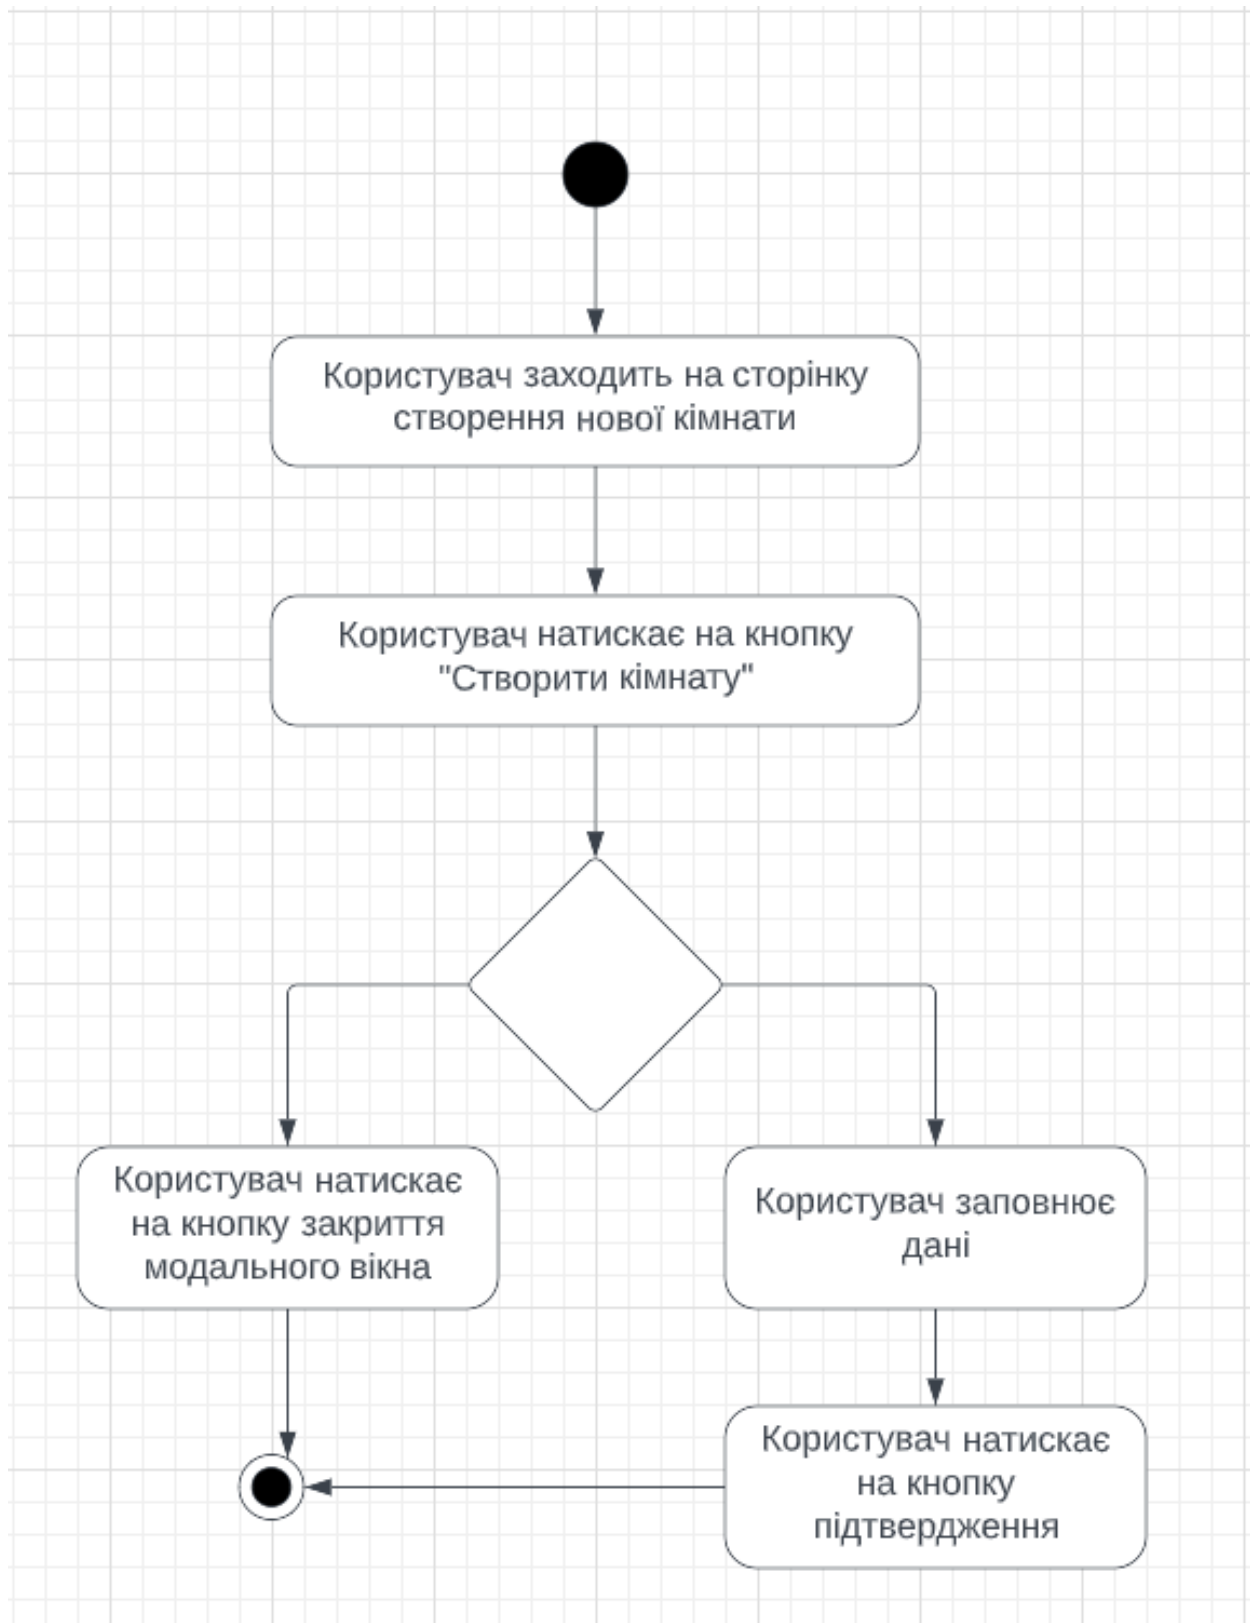 Користувач заходить на сторінку
створення нової кімнати
Користувач натискає на кнопку
"Створити кімнату"
Користувач натискає
на кнопку закриття
модального вікна
Користувач заповнює
дані
Користувач натискає
на кнопку
підтвердження